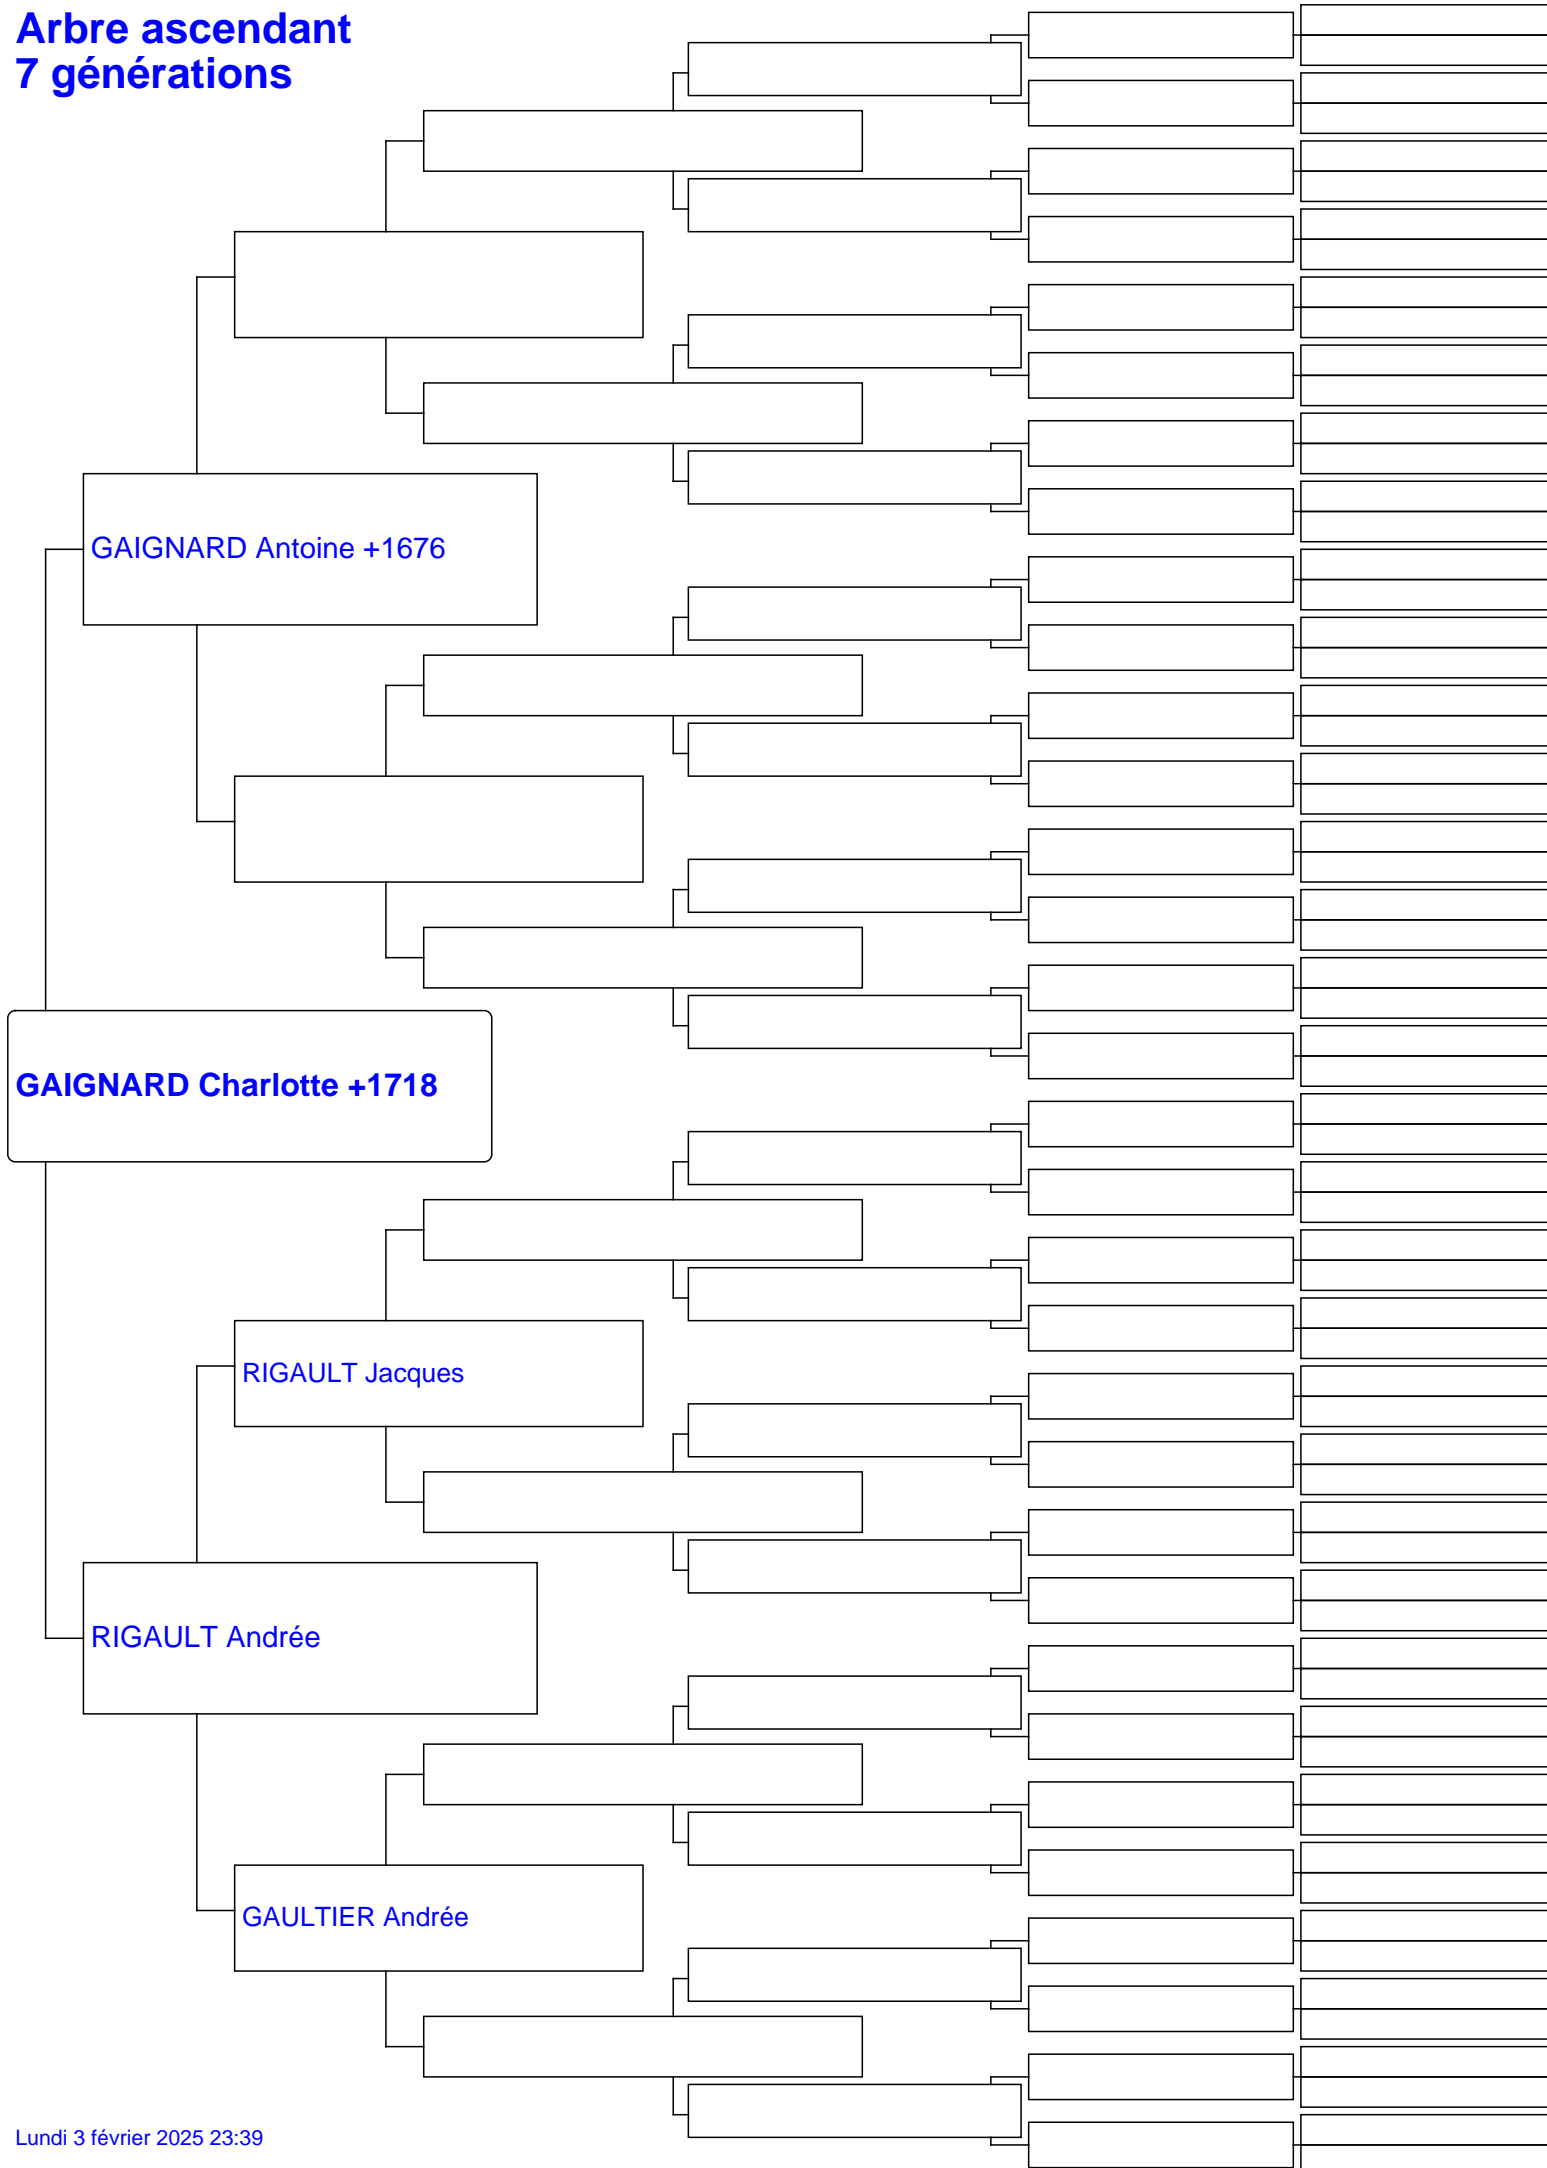 Arbre ascendant
7 générations
GAIGNARD Antoine +1676
GAIGNARD Charlotte +1718
RIGAULT Jacques
RIGAULT Andrée
GAULTIER Andrée
Lundi 3 février 2025 23:39